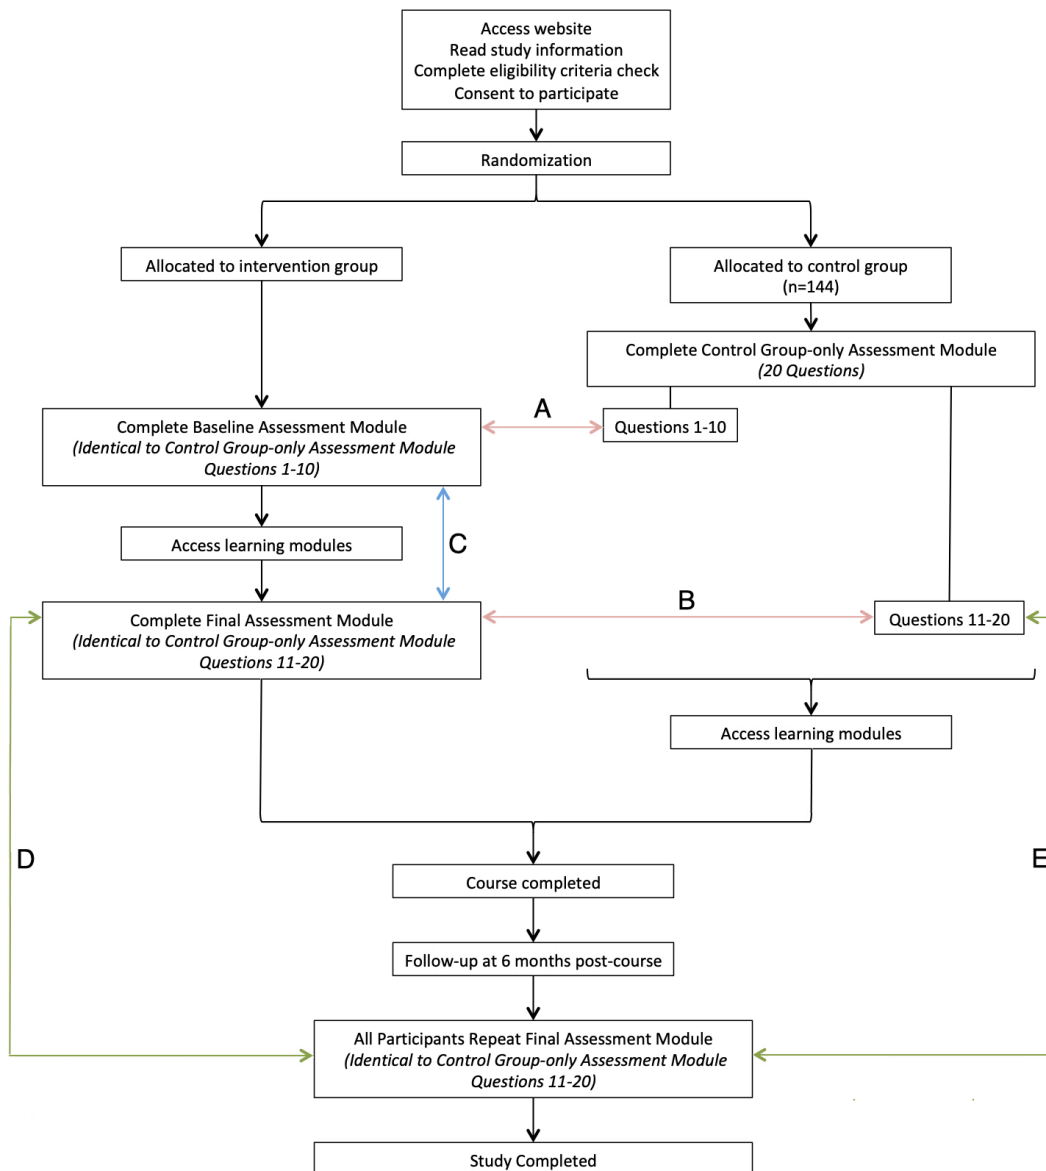 Access website
Read study information
Complete eligibility criteria check
Consent to participate
Randomization
Allocated to intervention group
Allocated to control group
(n=144)
Complete Control Group-only Assessment Module
(20 Questions)
Complete Baseline Assessment Module
(Identical to Control Group-only Assessment Module
Questions 1-10)
A
Questions 1-10
Access learning modules
C
Complete Final Assessment Module
(Identical to Control Group-only Assessment Module
Questions 11-20)
B
Questions 11-20
Access learning modules
D
E
Course completed
Follow-up at 6 months post-course
All Participants Repeat Final Assessment Module
(Identical to Control Group-only Assessment Module
Questions 11-20)
Study Completed